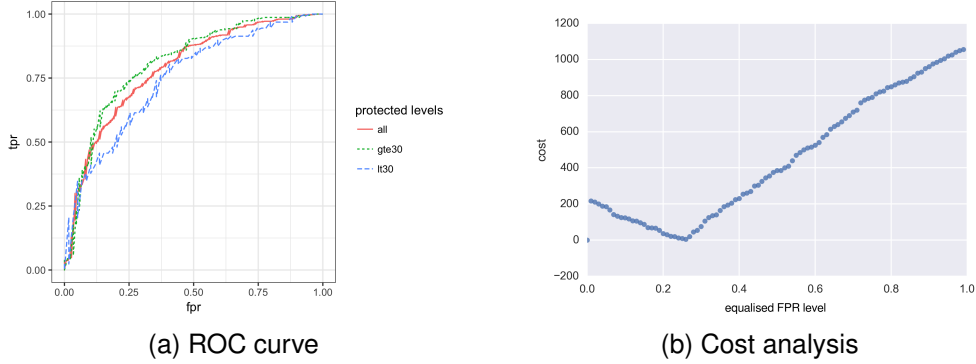 1.00
0.75
0.50
0.25
0.00
tpr
0.00
0.25
0.50
0.75
1.00
fpr
protected levels
all
gte30
lt30
(a) ROC curve
1200
1000
800
600
400
200
0
−200
cost
0.0
0.2
0.4
0.6
0.8
1.0
equalised FPR level
(b) Cost analysis